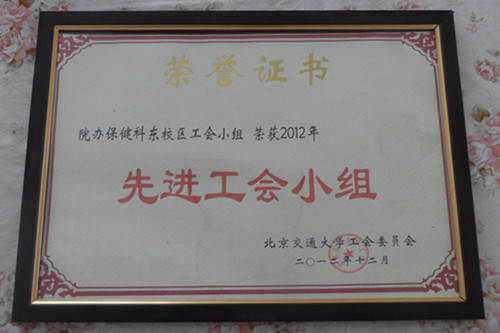 荣誉证书
院办保健科东校区工会小组 荣获2012年
先进工会小组
北京交通大学工会委员会
二〇一二年十二月